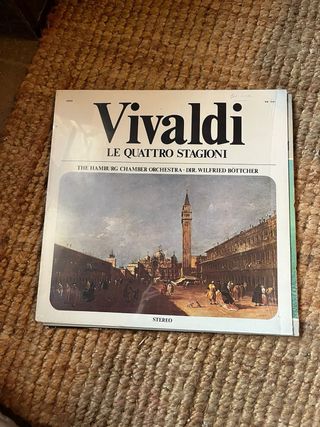 Vivaldi
LE QUATTRO STAGIONI
THE HAMBURG CHAMBER ORCHESTRA · DIR. WILFRIED BÖTTCHER
STEREO